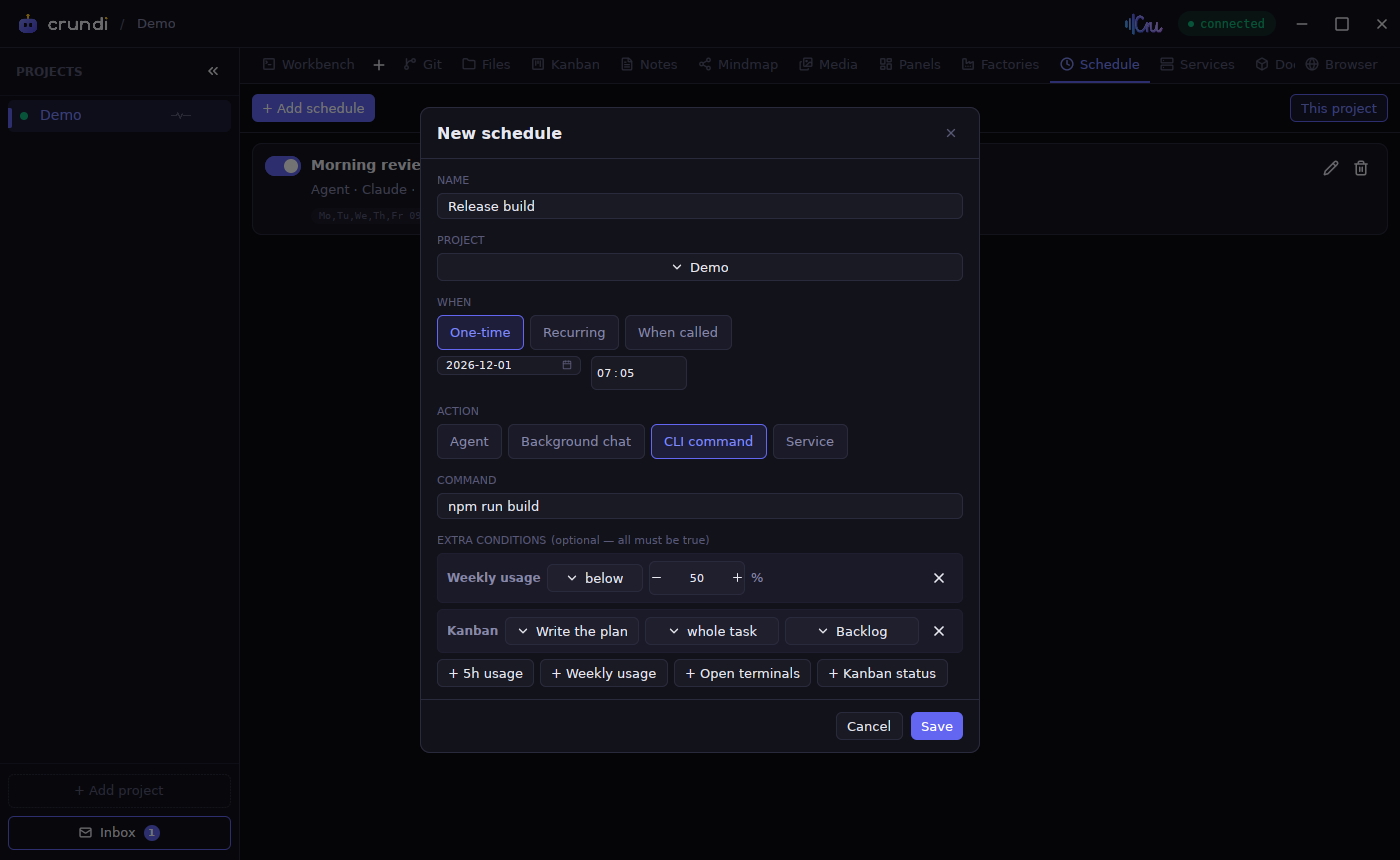 crundi / Demo
Cru
connected
PROJECTS
Workbench
Git
Files
Kanban
Notes
Mindmap
Media
Panels
Factories
Schedule
Services
Browser
Demo
+ Add schedule
This project
Agent · Claude ·
New schedule
NAME
Release build
PROJECT
Demo
WHEN
One-time
Recurring
When called
2026-12-01
07:05
ACTION
Agent
Background chat
CLI command
Service
COMMAND
npm run build
EXTRA CONDITIONS (optional — all must be true)
Weekly usage below − 50 + %
Kanban Write the plan whole task Backlog
+ 5h usage
+ Weekly usage
+ Open terminals
+ Kanban status
Cancel
Save
+ Add project
Inbox 1